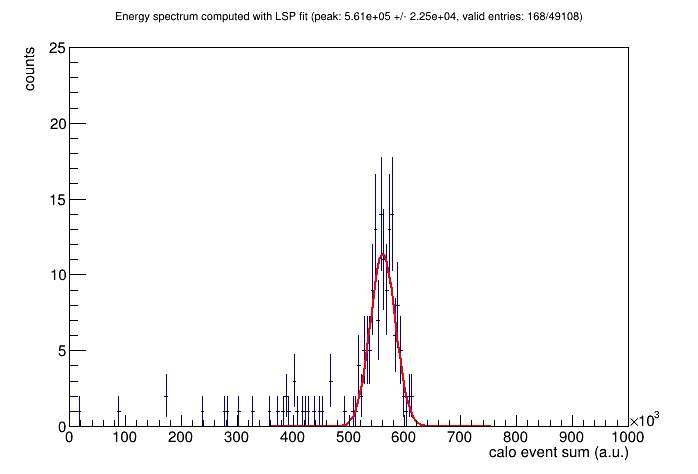 Energy spectrum computed with LSP fit (peak: 5.61e+05 +/- 2.25e+04, valid entries: 168/49108)
counts
25
20
15
10
5
0
0 100 200 300 400 500 600 700 800 900 1000
×10³
calo event sum (a.u.)